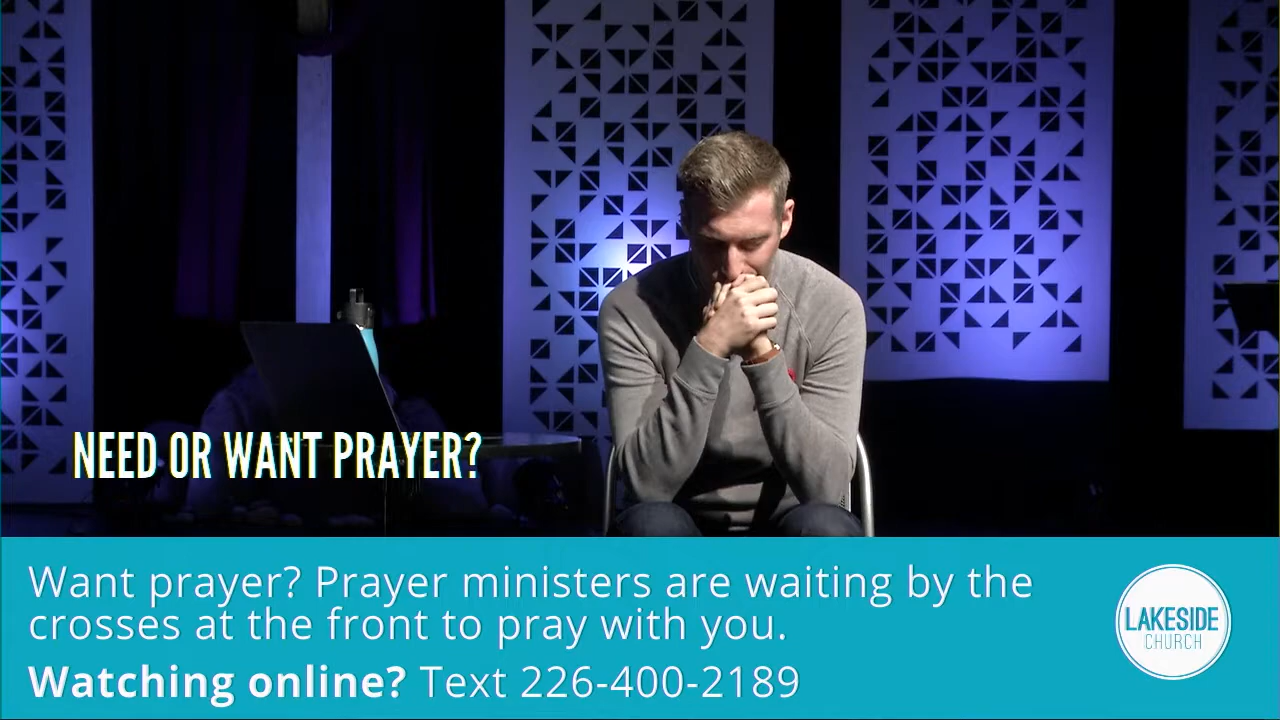 NEED OR WANT PRAYER?
Want prayer? Prayer ministers are waiting by the
crosses at the front to pray with you.
Watching online? Text 226-400-2189
LAKESIDE
CHURCH